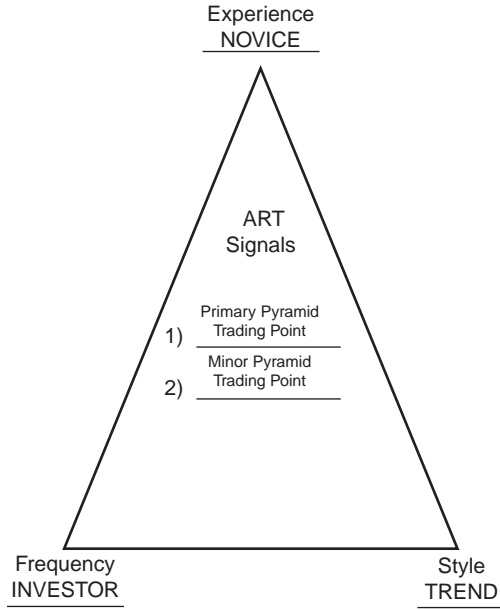 Experience
NOVICE
ART
Signals
Primary Pyramid
1) Trading Point
Minor Pyramid
2) Trading Point
Frequency
INVESTOR
Style
TREND